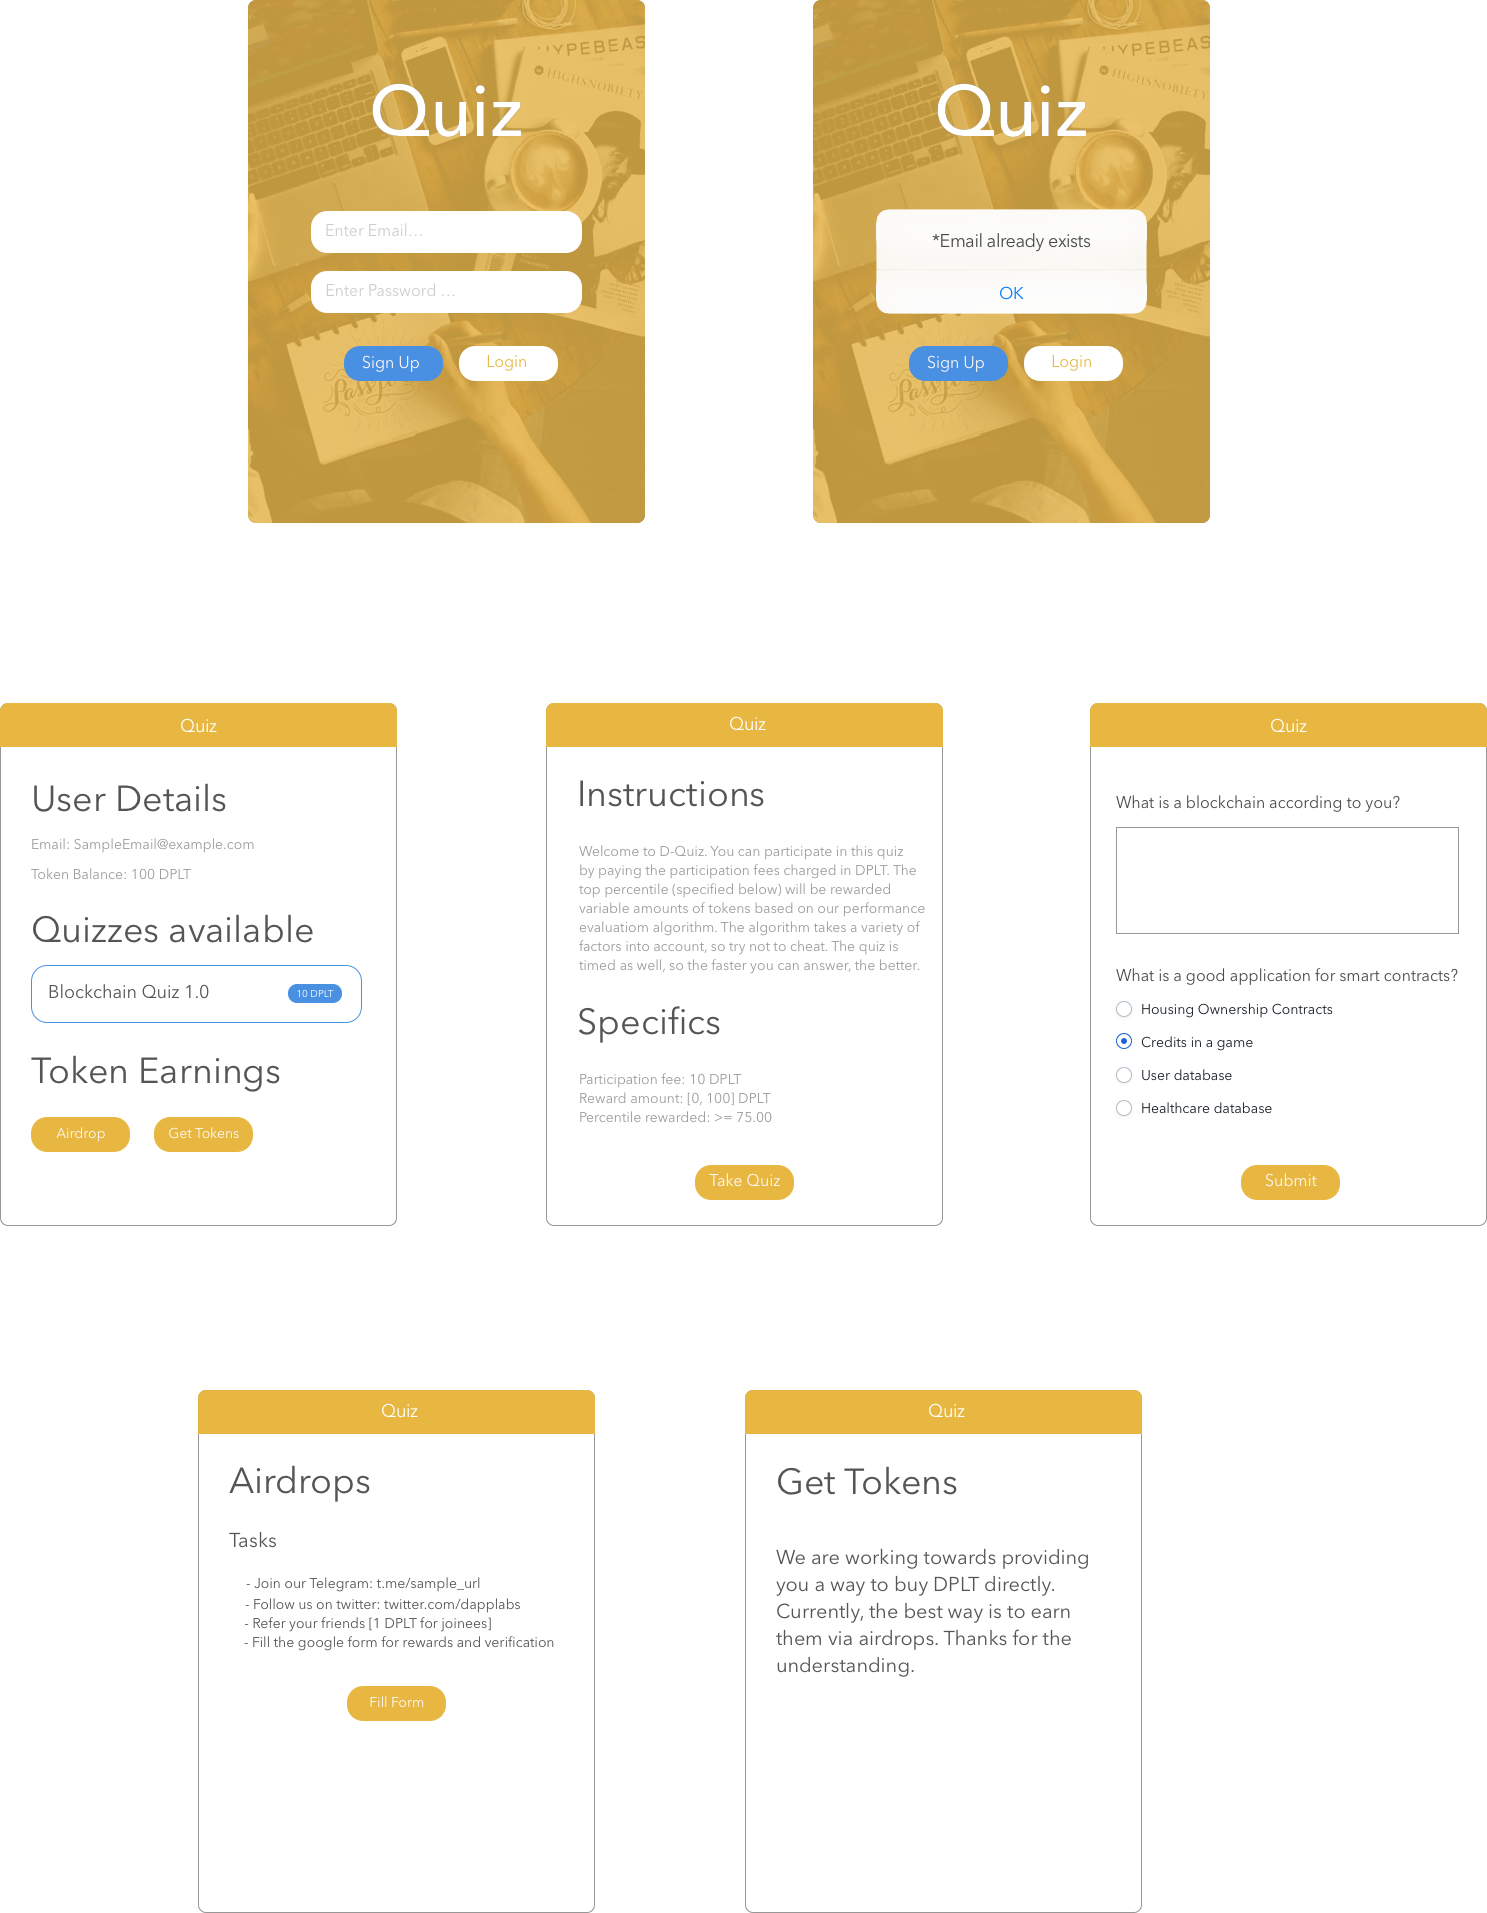 HYPEBEAS
HIGHSNOBIETY
Quiz
Enter Email...
Enter Password ...
Sign Up
Login
HYPEBEAS
HIGHSNOBIETY
Quiz
*Email already exists
OK
Sign Up
Login
Quiz
User Details
Email: SampleEmail@example.com
Token Balance: 100 DPLT
Quizzes available
Blockchain Quiz 1.0
10 DPLT
Token Earnings
Airdrop
Get Tokens
Quiz
Instructions
Welcome to D-Quiz. You can participate in this quiz
by paying the participation fees charged in DPLT. The
top percentile (specified below) will be rewarded
variable amounts of tokens based on our performance
evaluatiom algorithm. The algorithm takes a variety of
factors into account, so try not to cheat. The quiz is
timed as well, so the faster you can answer, the better.
Specifics
Participation fee: 10 DPLT
Reward amount: [0, 100] DPLT
Percentile rewarded: >= 75.00
Take Quiz
Quiz
What is a blockchain according to you?
What is a good application for smart contracts?
Housing Ownership Contracts
Credits in a game
User database
Healthcare database
Submit
Quiz
Airdrops
Tasks
- Join our Telegram: t.me/sample_url
- Follow us on twitter: twitter.com/dapplabs
- Refer your friends [1 DPLT for joinees]
- Fill the google form for rewards and verification
Fill Form
Quiz
Get Tokens
We are working towards providing
you a way to buy DPLT directly.
Currently, the best way is to earn
them via airdrops. Thanks for the
understanding.